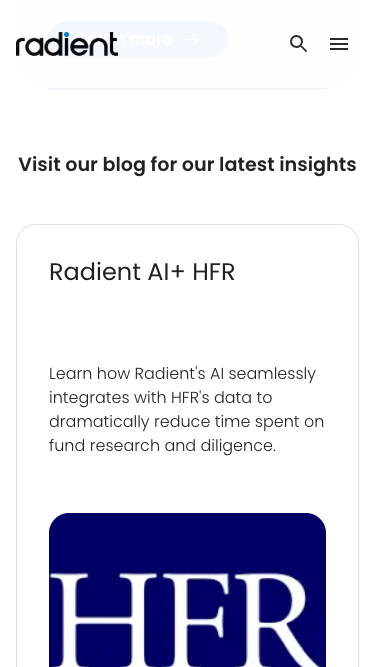 radient
more →
Visit our blog for our latest insights
Radient AI+ HFR
Learn how Radient's AI seamlessly
integrates with HFR's data to
dramatically reduce time spent on
fund research and diligence.
HFR